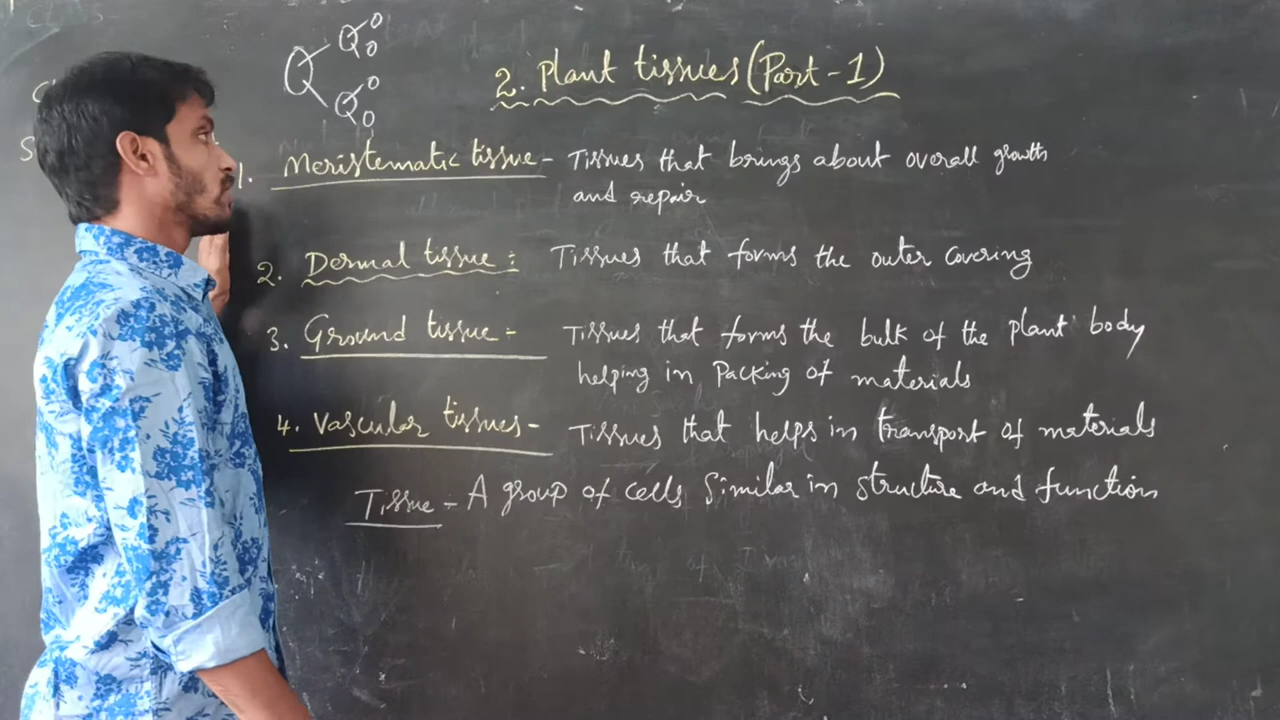 2. Plant tissues (Part-1)
1. Meristematic tissue - Tissues that brings about overall growth
and repair
2. Dermal tissue : Tissues that forms the outer covering
3. Ground tissue - Tissues that forms the bulk of the plant body
helping in Packing of materials
4. Vascular tissues - Tissues that helps in transport of materials
Tissue - A group of cells Similar in structure and function